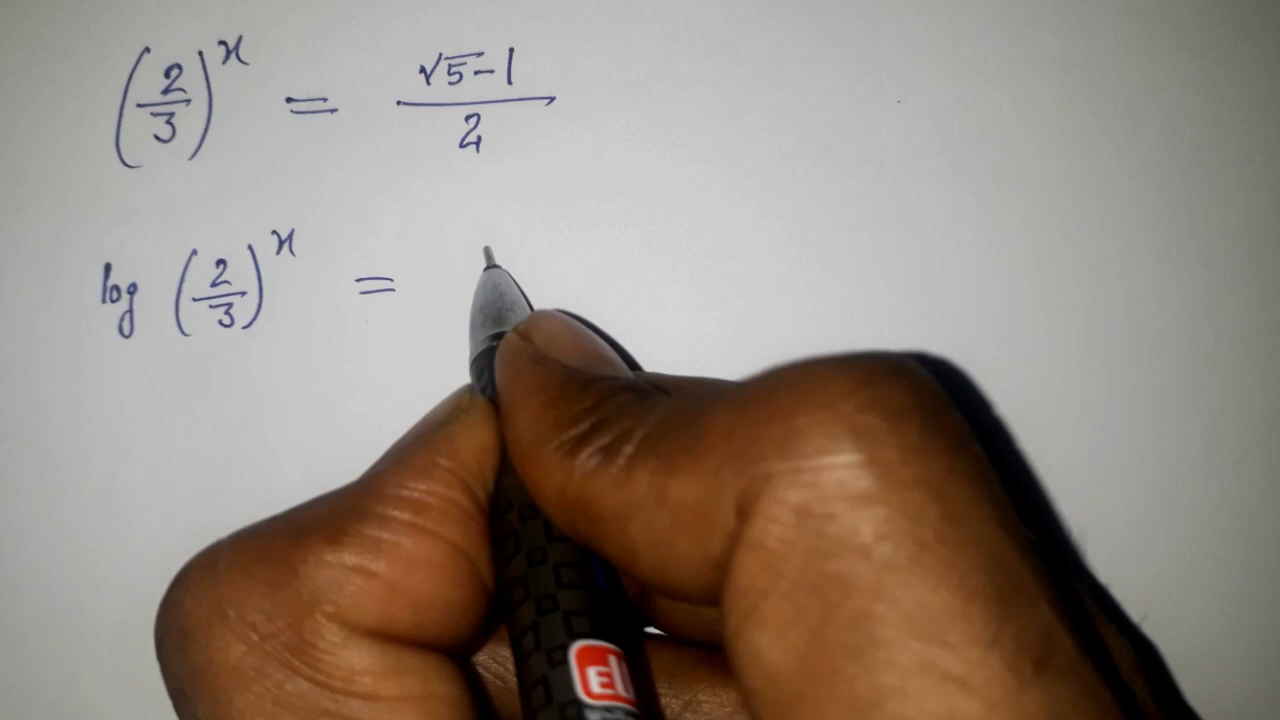 (2/3)^x = (√5-1)/2
log (2/3)^x =
El